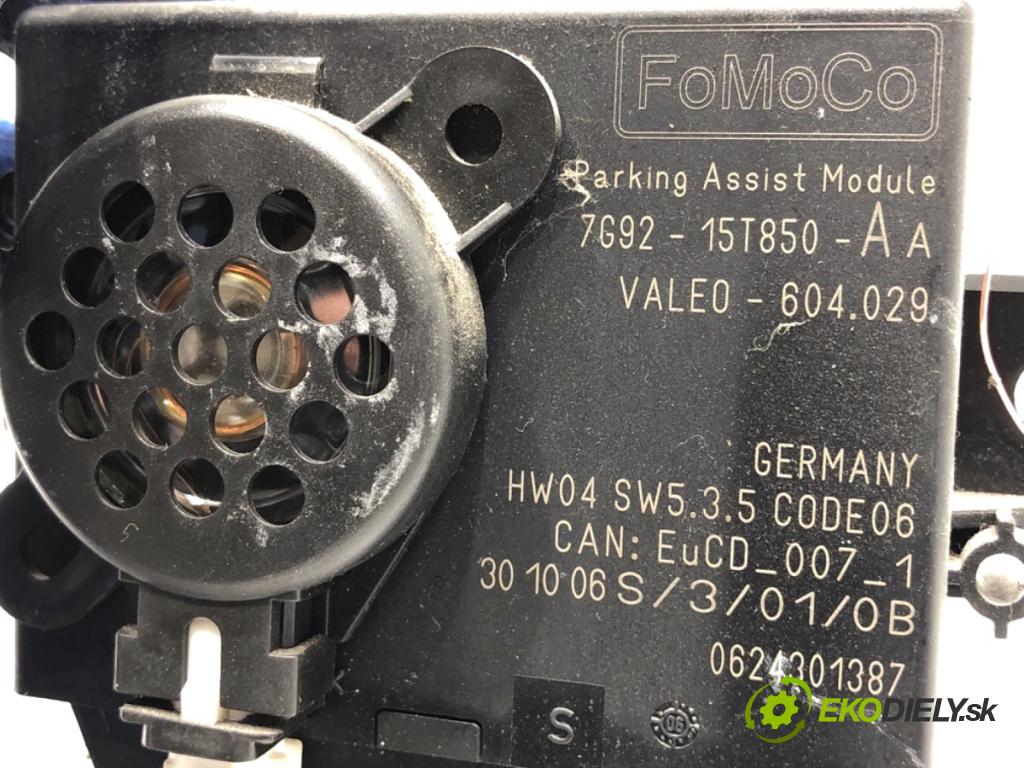 FoMoCo
Parking Assist Module
7G92 - 15T850 - A A
VALEO - 604.029
GERMANY
HW04 SW5.3.5 CODE06
CAN: EuCD_007_1
30 10 06 S/3/01/0B
0624301387
S
06
EKODIELY.sk